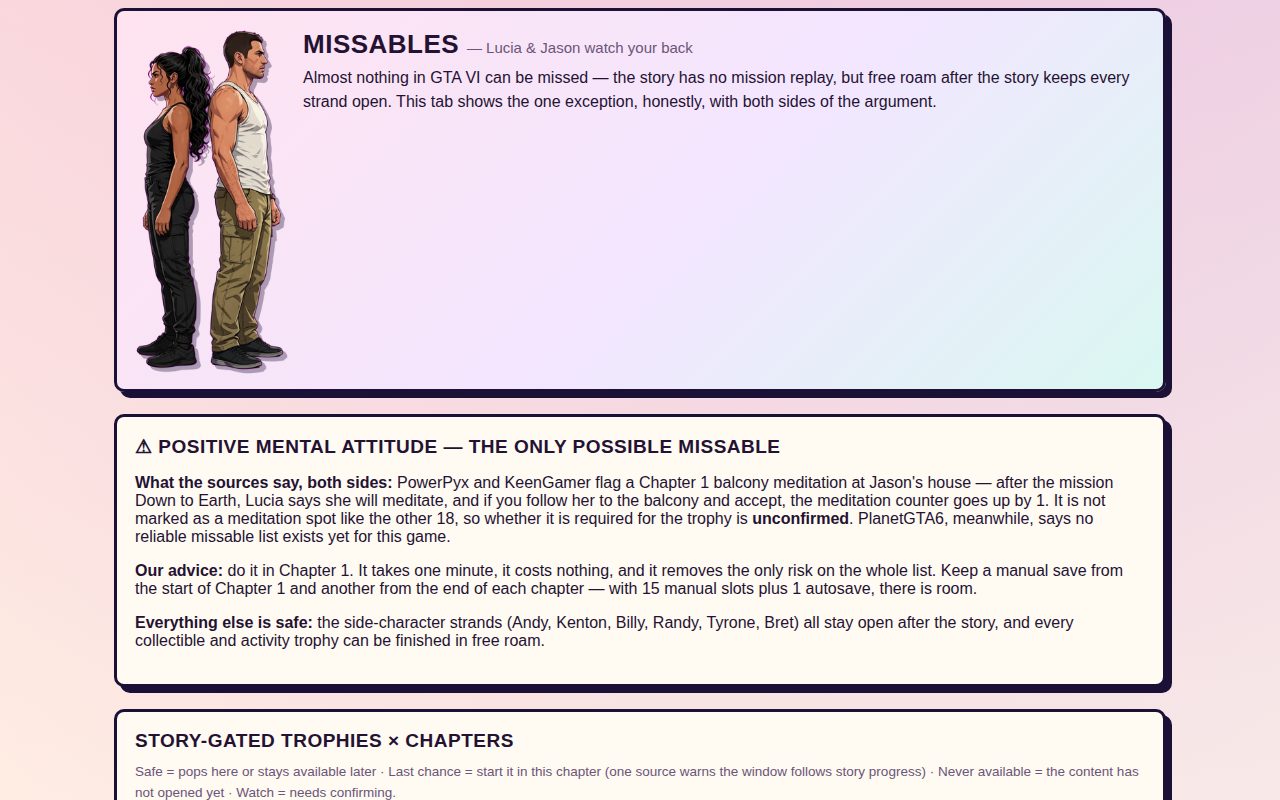 MISSABLES — Lucia & Jason watch your back
Almost nothing in GTA VI can be missed — the story has no mission replay, but free roam after the story keeps every
strand open. This tab shows the one exception, honestly, with both sides of the argument.
⚠ POSITIVE MENTAL ATTITUDE — THE ONLY POSSIBLE MISSABLE
What the sources say, both sides: PowerPyx and KeenGamer flag a Chapter 1 balcony meditation at Jason's house — after the mission
Down to Earth, Lucia says she will meditate, and if you follow her to the balcony and accept, the meditation counter goes up by 1. It is not
marked as a meditation spot like the other 18, so whether it is required for the trophy is unconfirmed. PlanetGTA6, meanwhile, says no
reliable missable list exists yet for this game.
Our advice: do it in Chapter 1. It takes one minute, it costs nothing, and it removes the only risk on the whole list. Keep a manual save from
the start of Chapter 1 and another from the end of each chapter — with 15 manual slots plus 1 autosave, there is room.
Everything else is safe: the side-character strands (Andy, Kenton, Billy, Randy, Tyrone, Bret) all stay open after the story, and every
collectible and activity trophy can be finished in free roam.
STORY-GATED TROPHIES × CHAPTERS
Safe = pops here or stays available later · Last chance = start it in this chapter (one source warns the window follows story progress) · Never available = the content has
not opened yet · Watch = needs confirming.